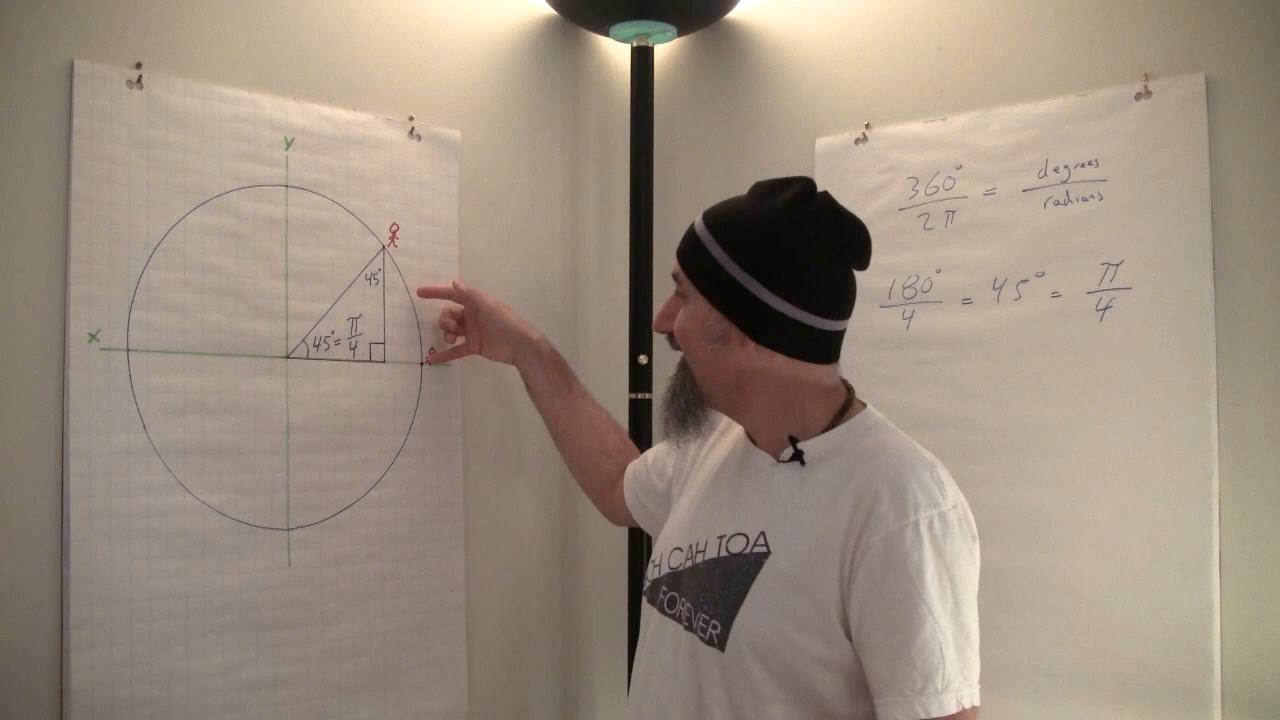 y
45°
x
45° = π/4
360°/2π = degrees/radians
180°/4 = 45° = π/4
CAH TOA
FOREVER